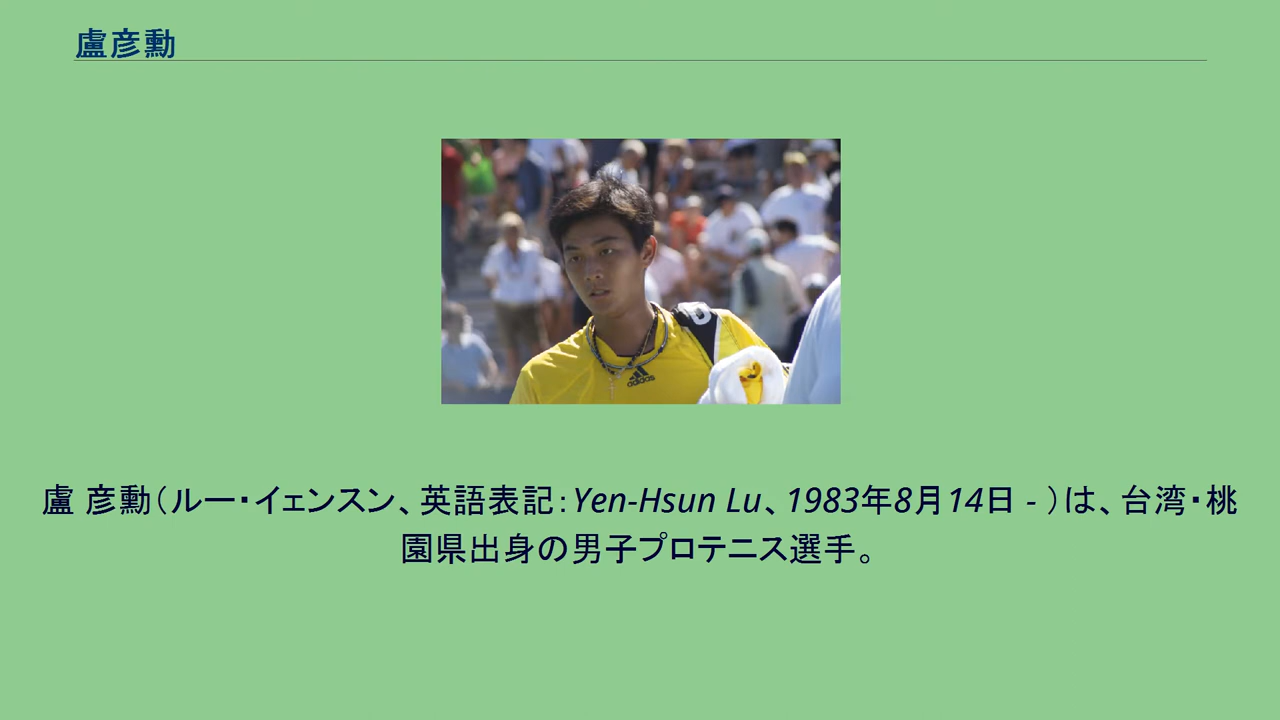 盧彦勳
adidas
盧 彦勳（ルー・イェンスン、英語表記：Yen-Hsun Lu、1983年8月14日 - ）は、台湾・桃
園県出身の男子プロテニス選手。